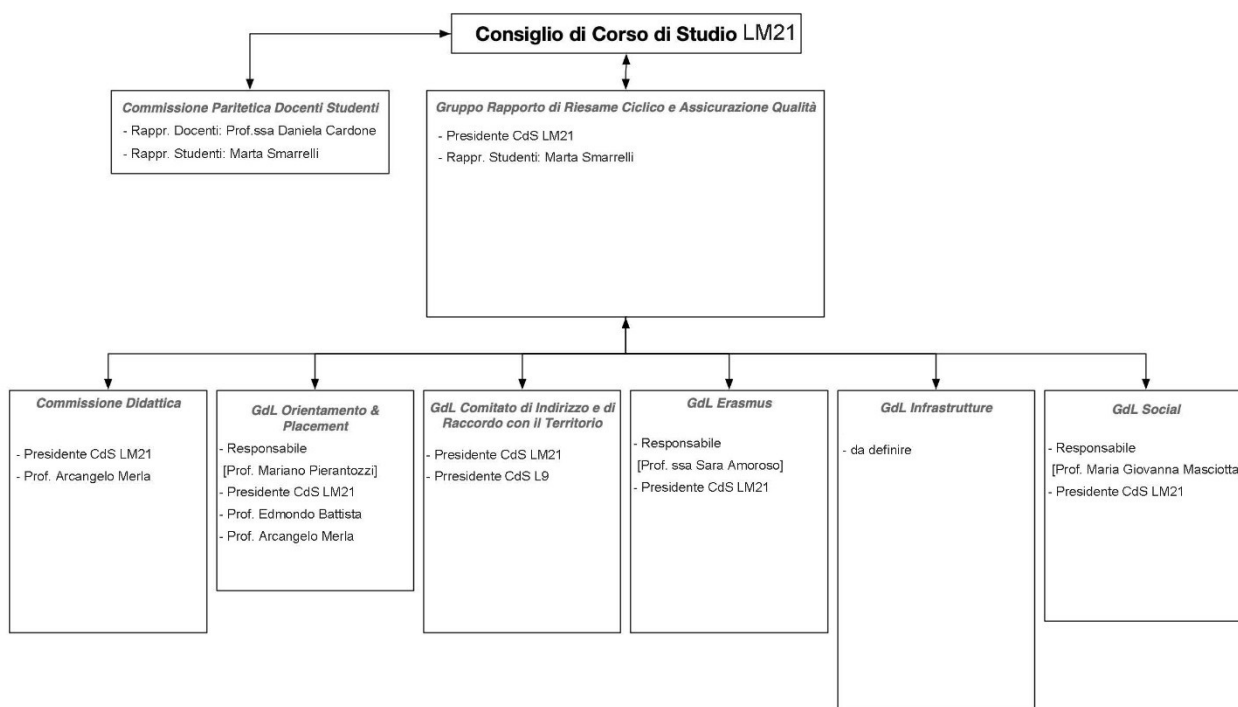 Consiglio di Corso di Studio LM21
Commissione Paritetica Docenti Studenti
- Rappr. Docenti: Prof.ssa Daniela Cardone
- Rappr. Studenti: Marta Smarrelli
Gruppo Rapporto di Riesame Ciclico e Assicurazione Qualità
- Presidente CdS LM21
- Rappr. Studenti: Marta Smarrelli
Commissione Didattica
- Presidente CdS LM21
- Prof. Arcangelo Merla
GdL Orientamento &
Placement
- Responsabile
[Prof. Mariano Pierantozzi]
- Presidente CdS LM21
- Prof. Edmondo Battista
- Prof. Arcangelo Merla
GdL Comitato di Indirizzo e di
Raccordo con il Territorio
- Presidente CdS LM21
- Prresidente CdS L9
GdL Erasmus
- Responsabile
[Prof. ssa Sara Amoroso]
- Presidente CdS LM21
GdL Infrastrutture
- da definire
GdL Social
- Responsabile
[Prof. Maria Giovanna Masciotta]
- Presidente CdS LM21